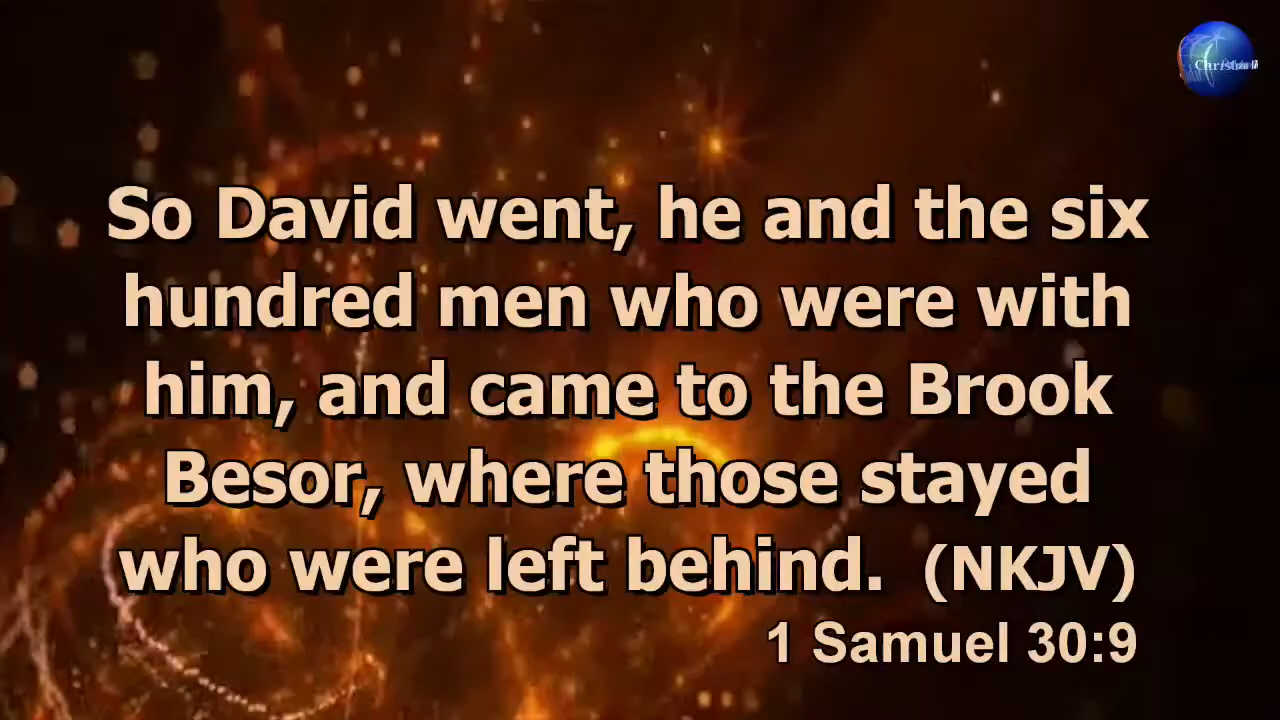 So David went, he and the six
hundred men who were with
him, and came to the Brook
Besor, where those stayed
who were left behind. (NKJV)
1 Samuel 30:9